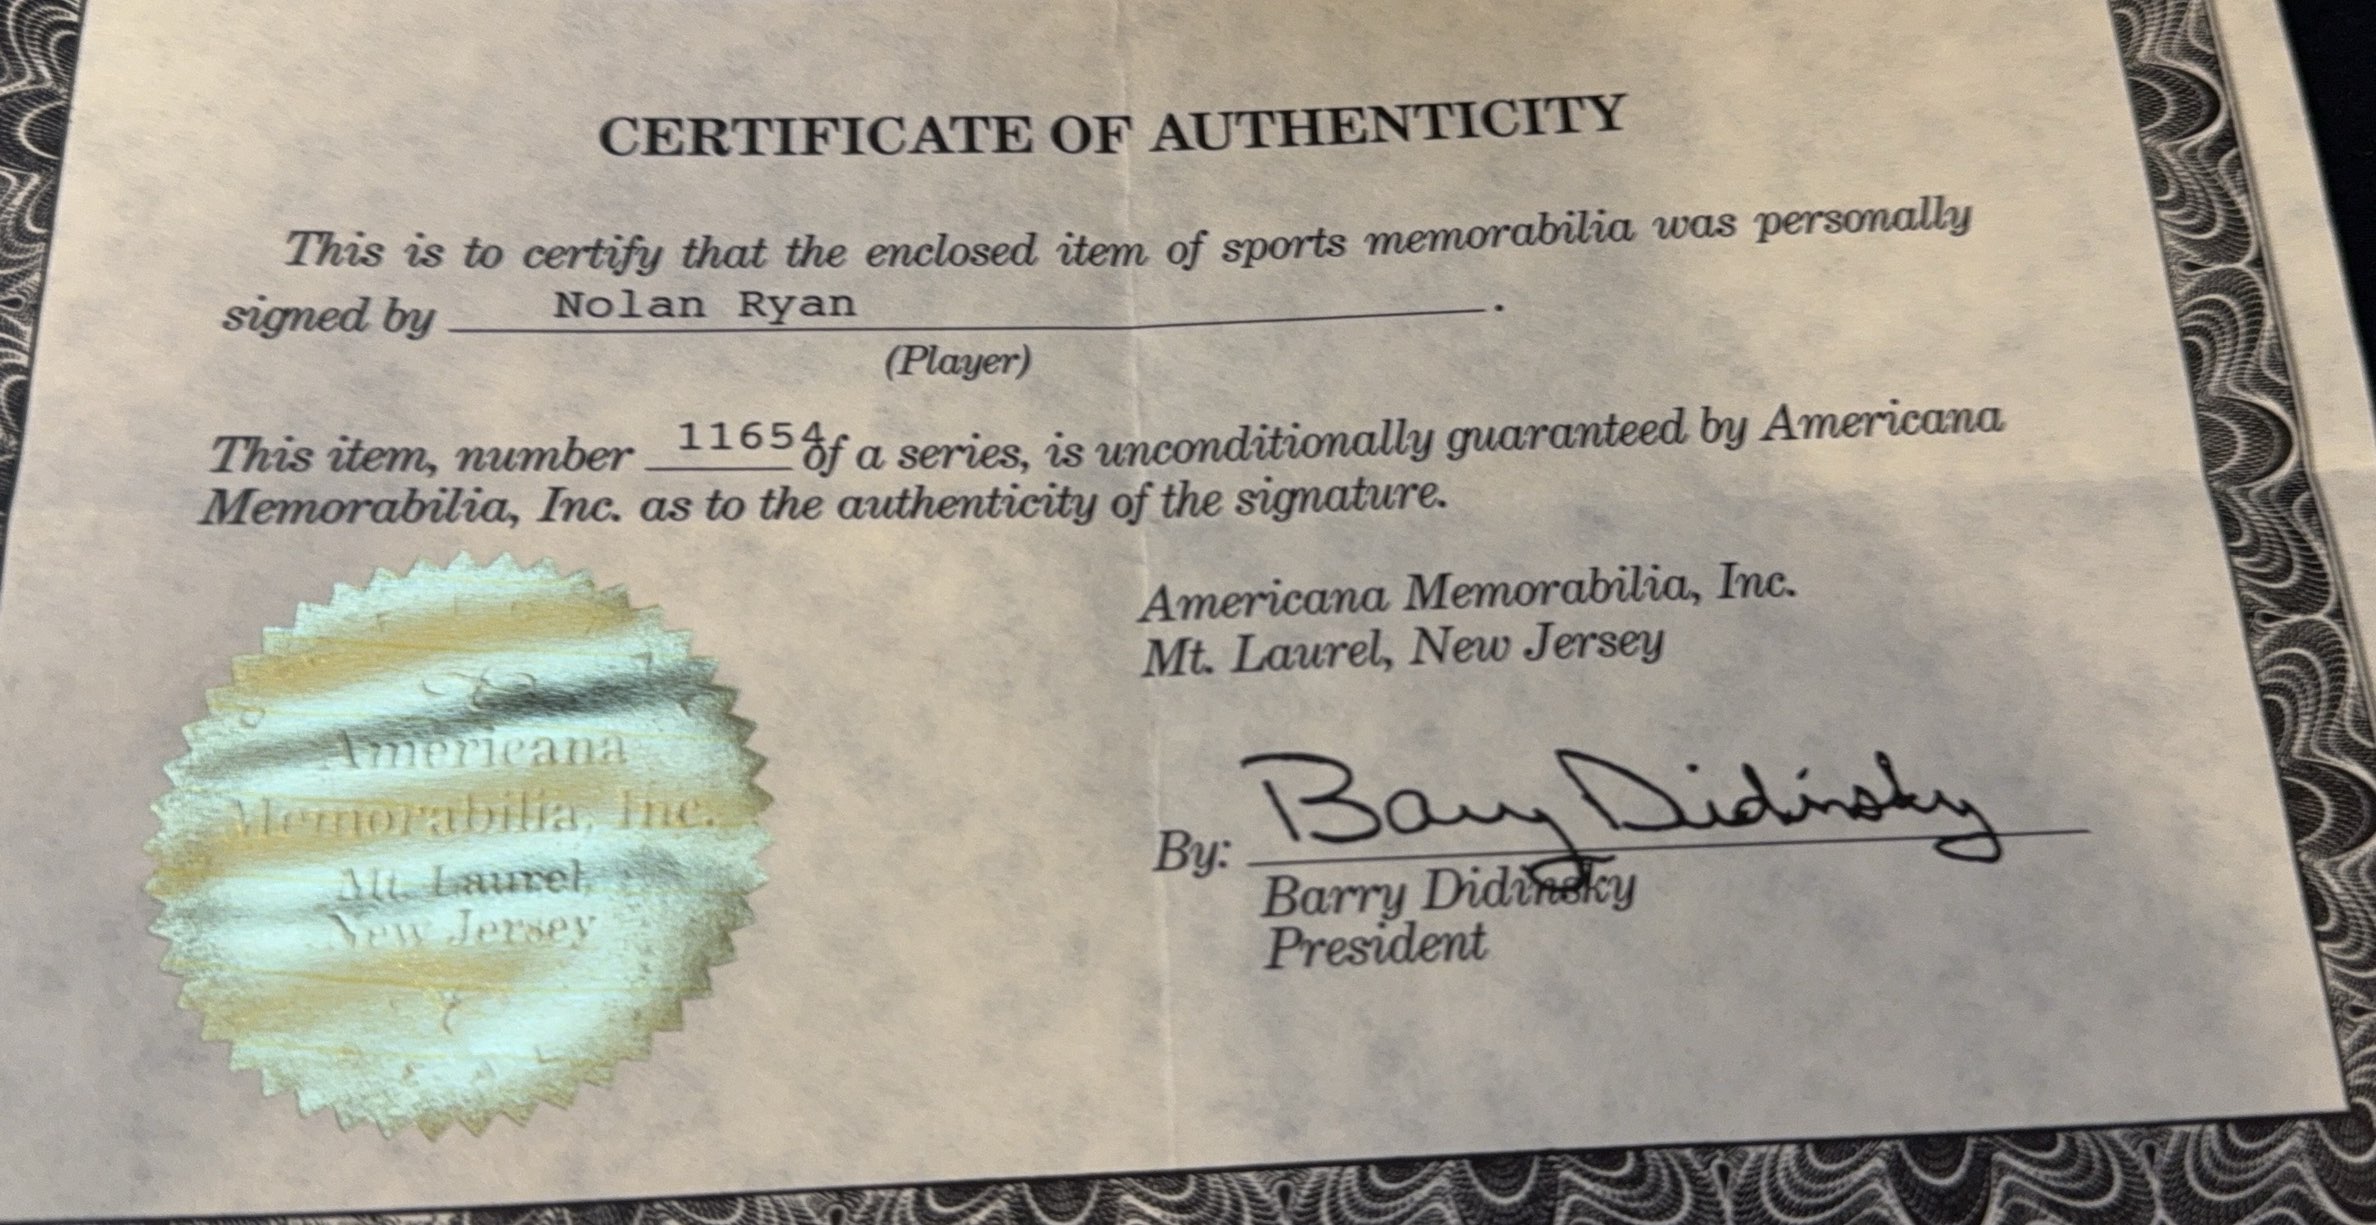 CERTIFICATE OF AUTHENTICITY
This is to certify that the enclosed item of sports memorabilia was personally
signed by Nolan Ryan.
(Player)
This item, number 11654 of a series, is unconditionally guaranteed by Americana
Memorabilia, Inc. as to the authenticity of the signature.
Americana Memorabilia, Inc.
Mt. Laurel, New Jersey
By: Barry Didinsky
Barry Didinsky
President
Americana
Memorabilia, Inc.
Mt. Laurel,
New Jersey